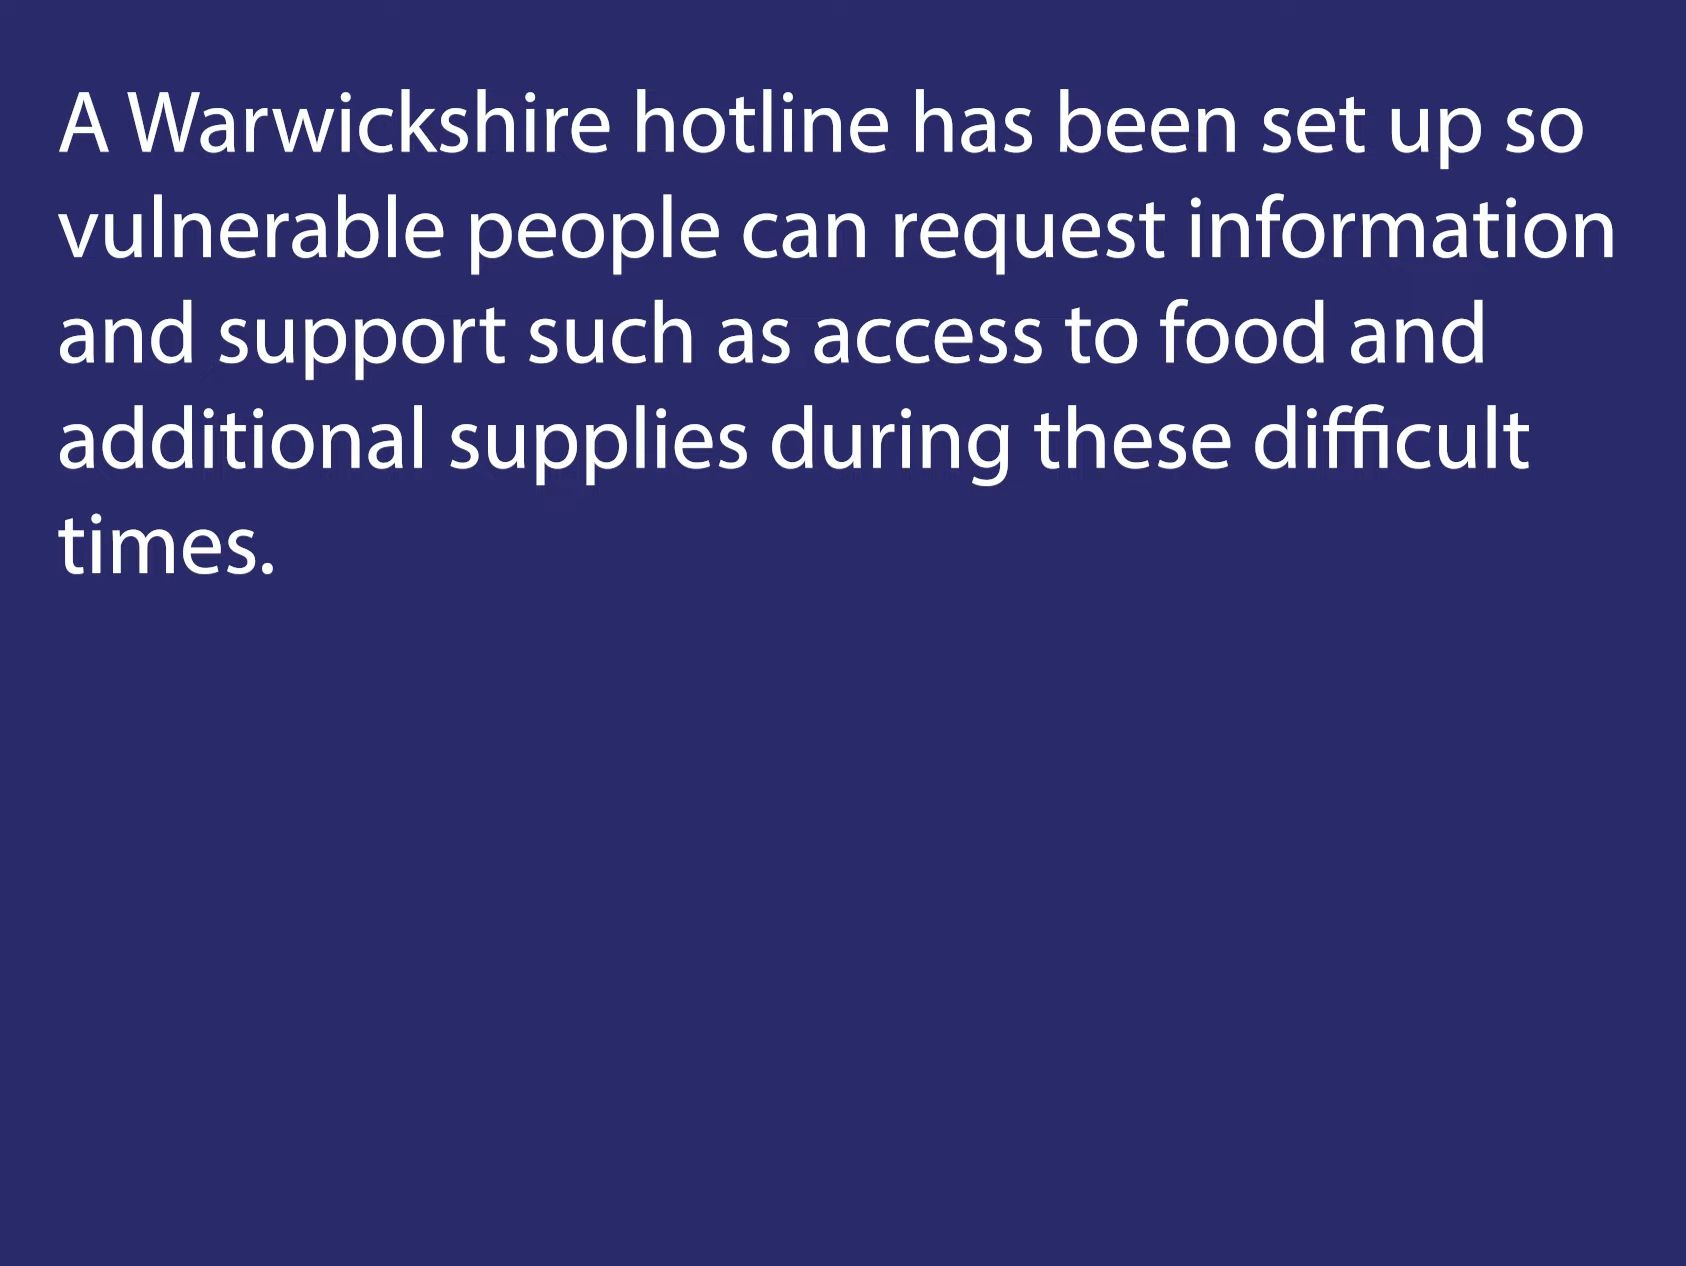 A Warwickshire hotline has been set up so
vulnerable people can request information
and support such as access to food and
additional supplies during these difficult
times.